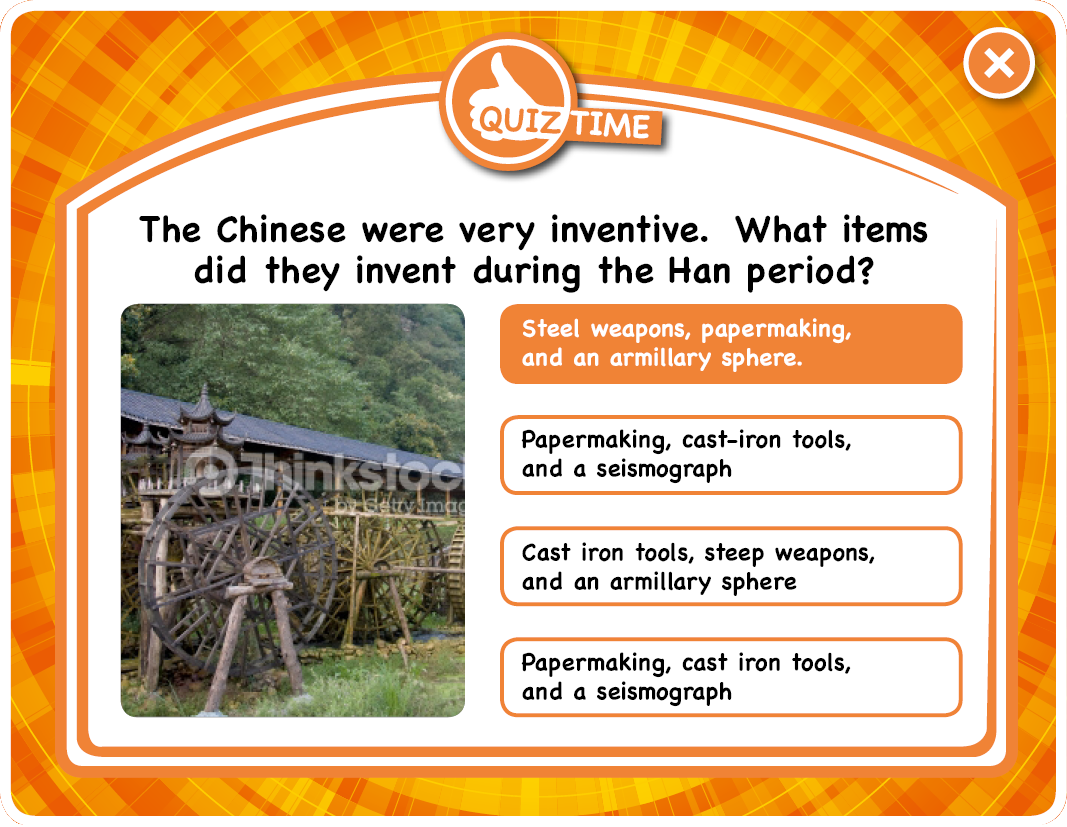 QUIZ TIME
The Chinese were very inventive. What items
did they invent during the Han period?
Steel weapons, papermaking,
and an armillary sphere.
Papermaking, cast-iron tools,
and a seismograph
Thinkstock
by Getty Imag
Cast iron tools, steep weapons,
and an armillary sphere
Papermaking, cast iron tools,
and a seismograph